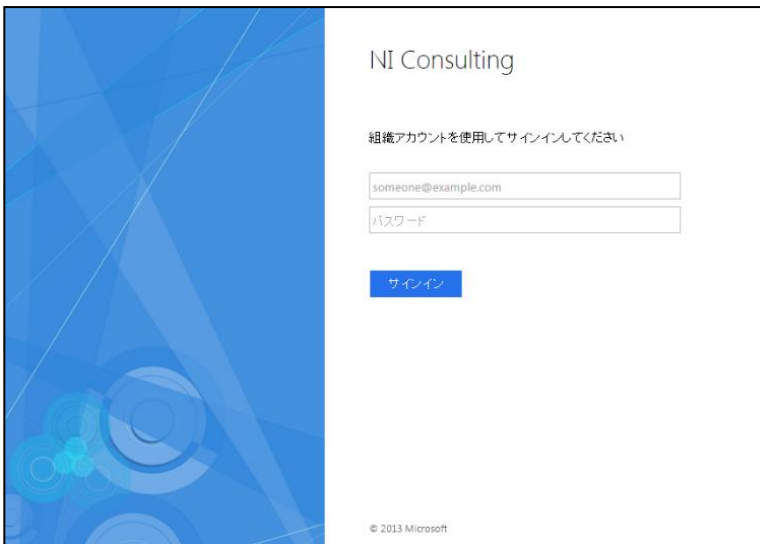 NI Consulting
組織アカウントを使用してサインインしてください
someone@example.com
パスワード
サインイン
© 2013 Microsoft